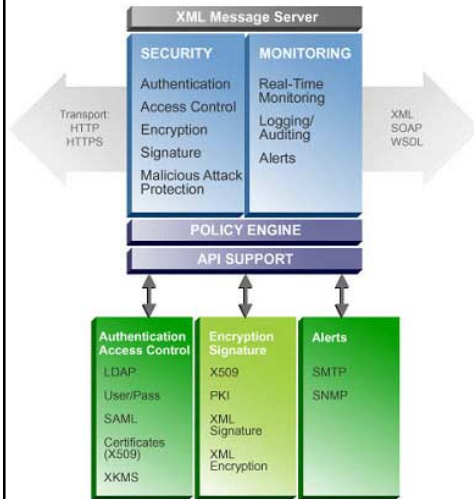 XML Message Server
SECURITY
Authentication
Access Control
Encryption
Signature
Malicious Attack
Protection
MONITORING
Real-Time
Monitoring
Logging/
Auditing
Alerts
Transport:
HTTP
HTTPS
XML
SOAP
WSDL
POLICY ENGINE
API SUPPORT
Authentication
Access Control
LDAP
User/Pass
SAML
Certificates
(X509)
XKMS
Encryption
Signature
X509
PKI
XML
Signature
XML
Encryption
Alerts
SMTP
SNMP